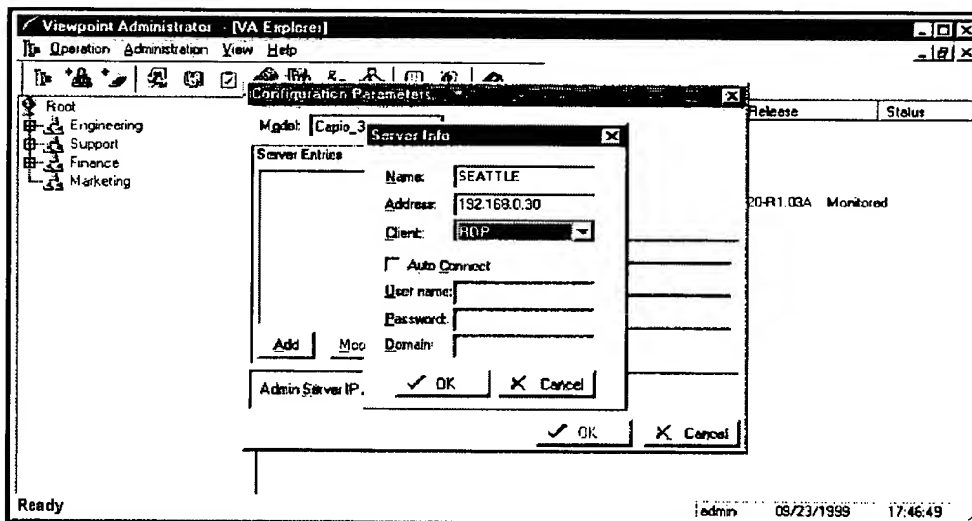 Viewpoint Administrator - [VA Explorer]
Operation Administration View Help
Configuration Parameters
Root
Engineering
Support
Finance
Marketing
Model: Capio_3
Server Entries
Server Info
Name: SEATTLE
Address: 192.168.0.30
Client: RDP
Auto Connect
User name:
Password:
Domain:
OK Cancel
Add Moo
Admin Server IP
OK Cancel
Release Status
20-R1.03A Monitored
Ready
admin 09/23/1999 17:46:49